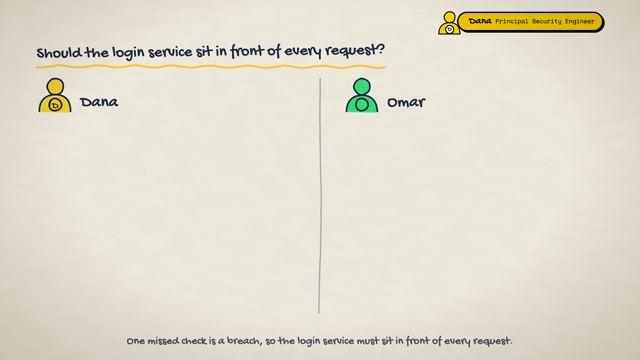 Dana Principal Security Engineer
D
Should the login service sit in front of every request?
D
Dana
O
Omar
One missed check is a breach, so the login service must sit in front of every request.